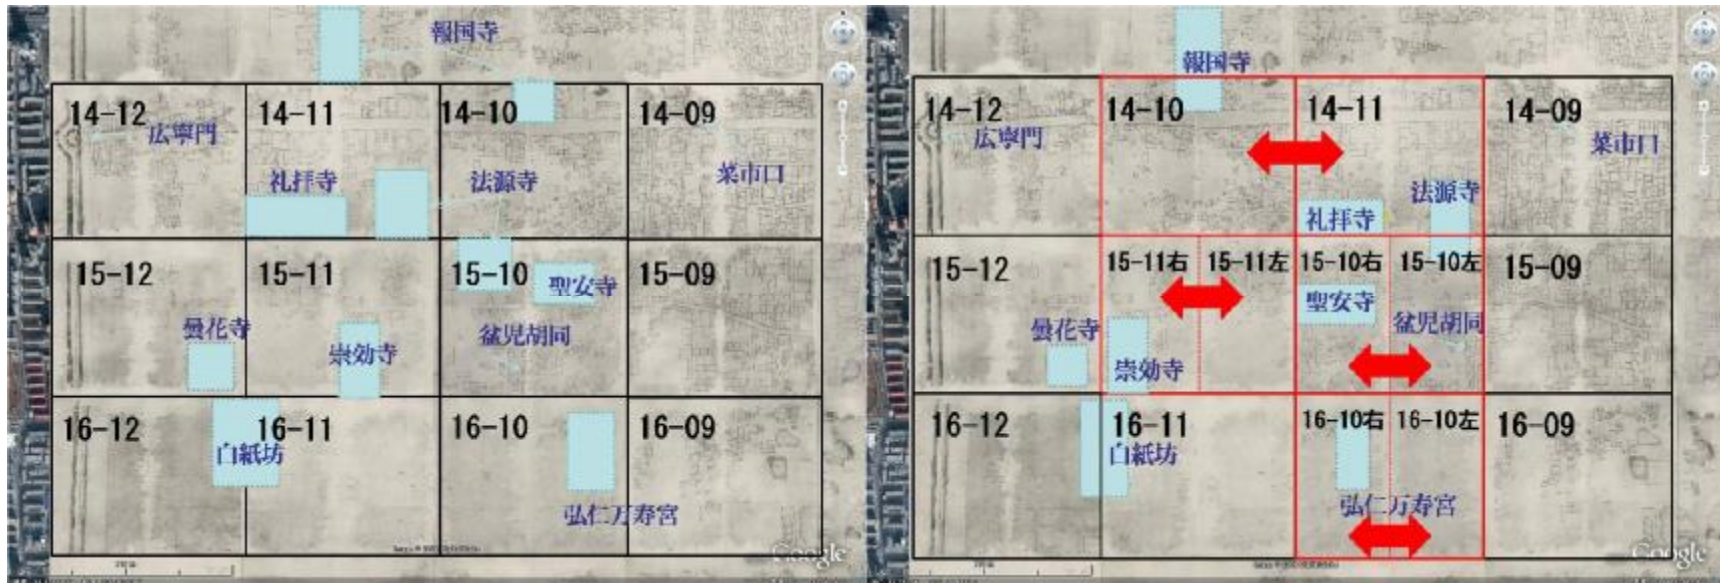 報国寺
14-12
14-11
14-10
14-09
広寧門
礼拝寺
法源寺
菜市口
15-12
15-11
15-10
15-09
聖安寺
曇花寺
崇効寺
盆児胡同
16-12
16-11
16-10
16-09
白紙坊
弘仁万寿宮
Google
報国寺
14-12
14-10
14-11
14-09
広寧門
菜市口
法源寺
礼拝寺
15-12
15-11右
15-11左
15-10右
15-10左
15-09
聖安寺
曇花寺
崇効寺
盆児胡同
16-12
16-11
16-10右
16-10左
16-09
白紙坊
弘仁万寿宮
Google